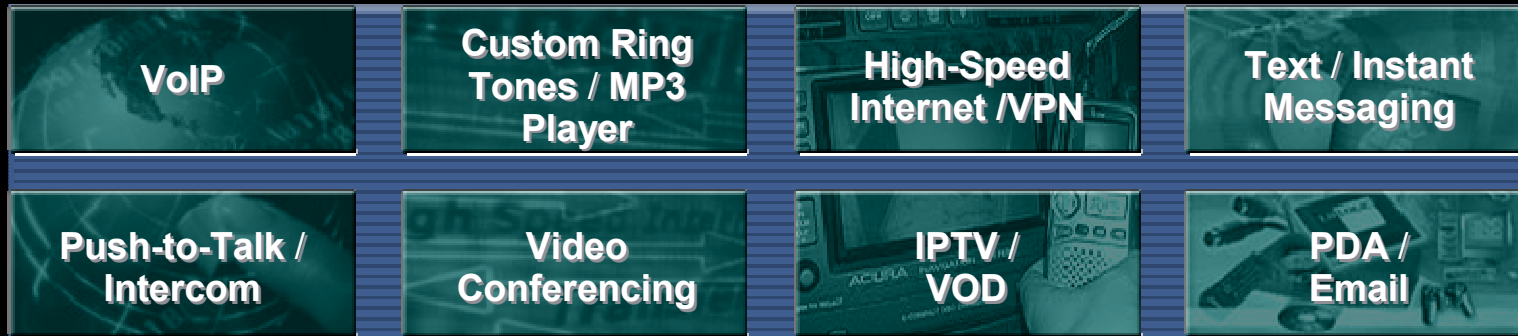 VoIP
Custom Ring
Tones / MP3
Player
High-Speed
Internet /VPN
Text / Instant
Messaging
Push-to-Talk /
Intercom
Video
Conferencing
IPTV /
VOD
ACURA
PDA /
Email